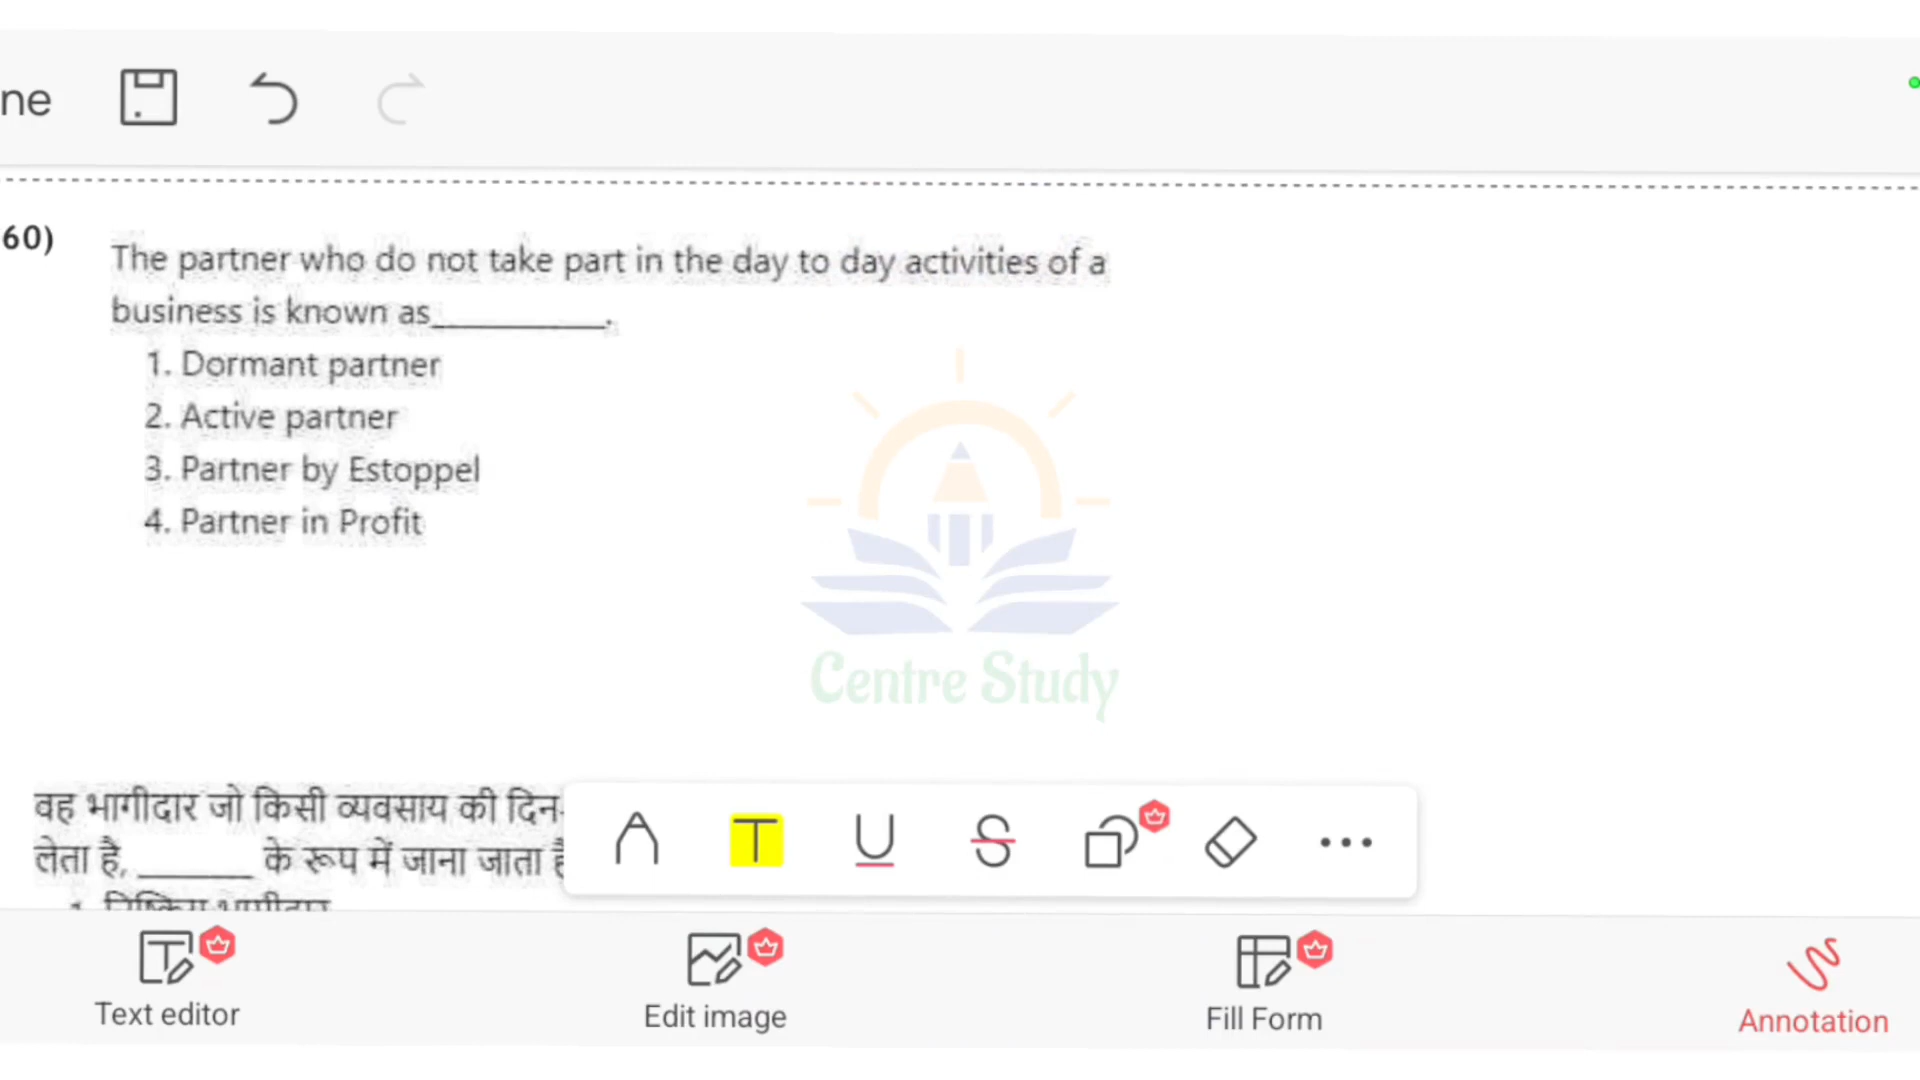 ne
60)
The partner who do not take part in the day to day activities of a
business is known as__________.
1. Dormant partner
2. Active partner
3. Partner by Estoppel
4. Partner in Profit
Centre Study
वह भागीदार जो किसी व्यवसाय की दिन-
लेता है, ______ के रूप में जाना जाता
1. निष्क्रिय भागीदार
T U S
Text editor
Edit image
Fill Form
Annotation